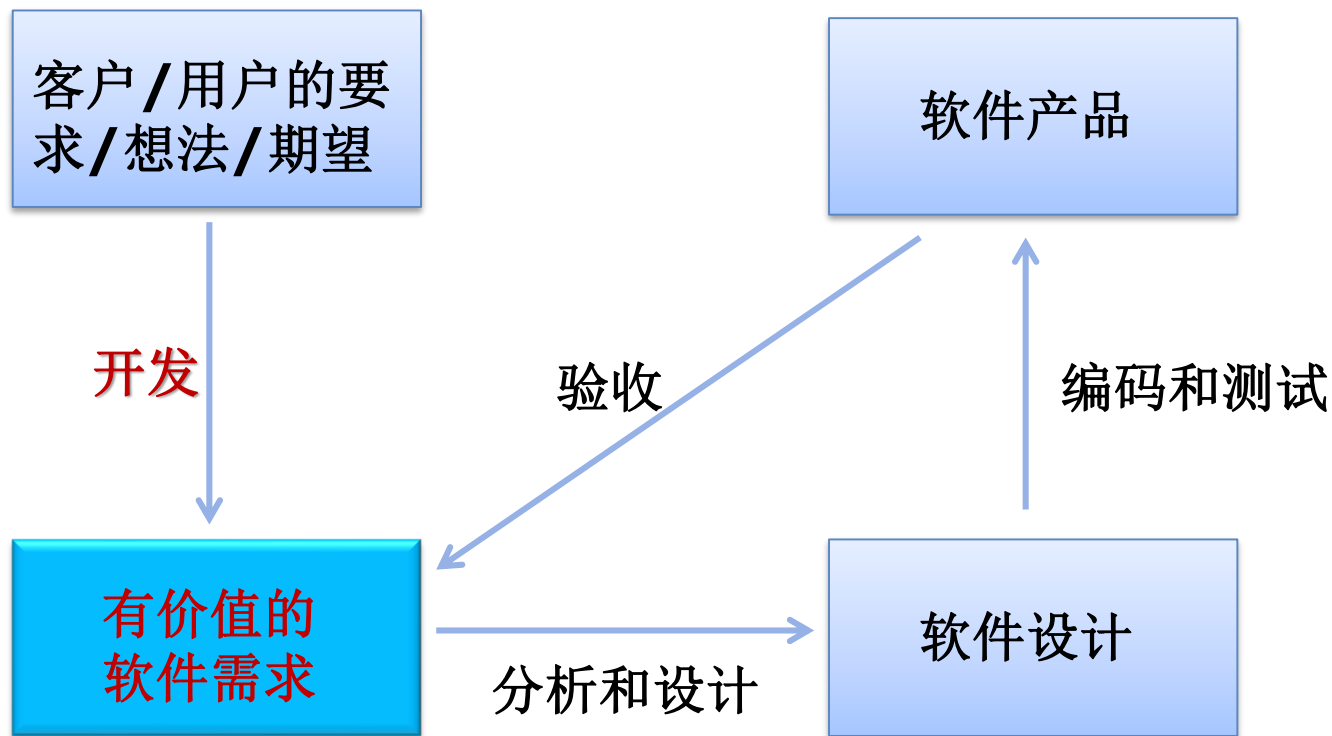 客户/用户的要
求/想法/期望
软件产品
开发
验收
编码和测试
有价值的
软件需求
分析和设计
软件设计